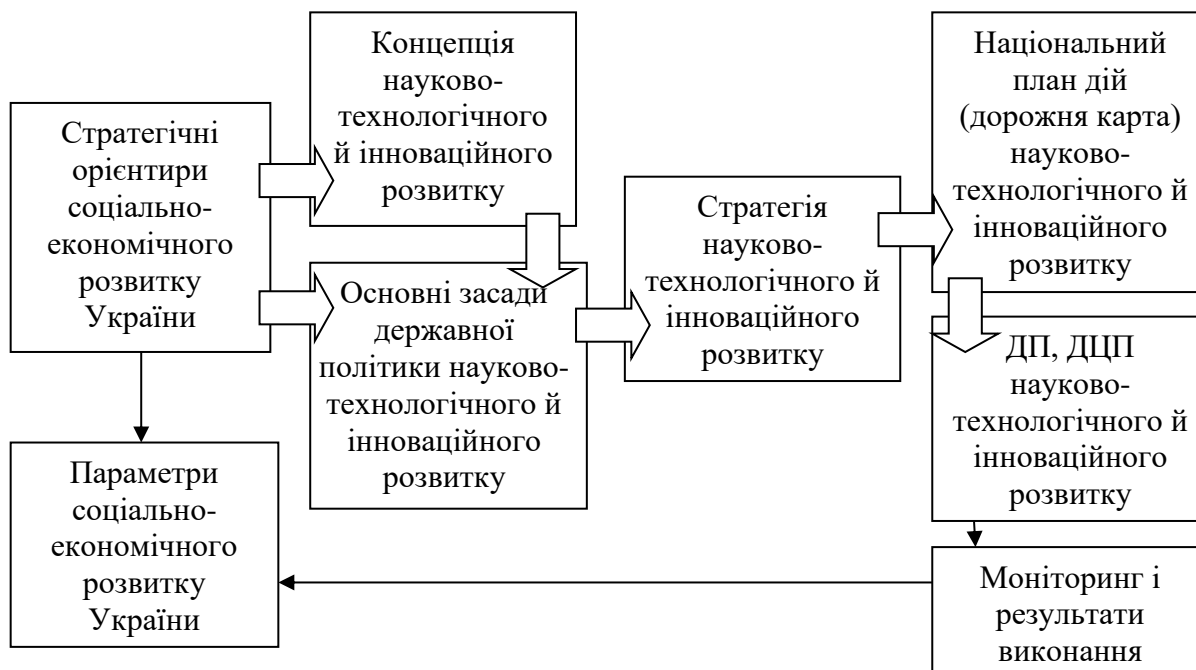 Стратегічні
орієнтири
соціально-
економічного
розвитку
України
Концепція
науково-
технологічного
й інноваційного
розвитку
Основні засади
державної
політики науково-
технологічного й
інноваційного
розвитку
Стратегія
науково-
технологічного й
інноваційного
розвитку
Національний
план дій
(дорожня карта)
науково-
технологічного й
інноваційного
розвитку
ДП, ДЦП
науково-
технологічного й
інноваційного
розвитку
Параметри
соціально-
економічного
розвитку
України
Моніторинг і
результати
виконання